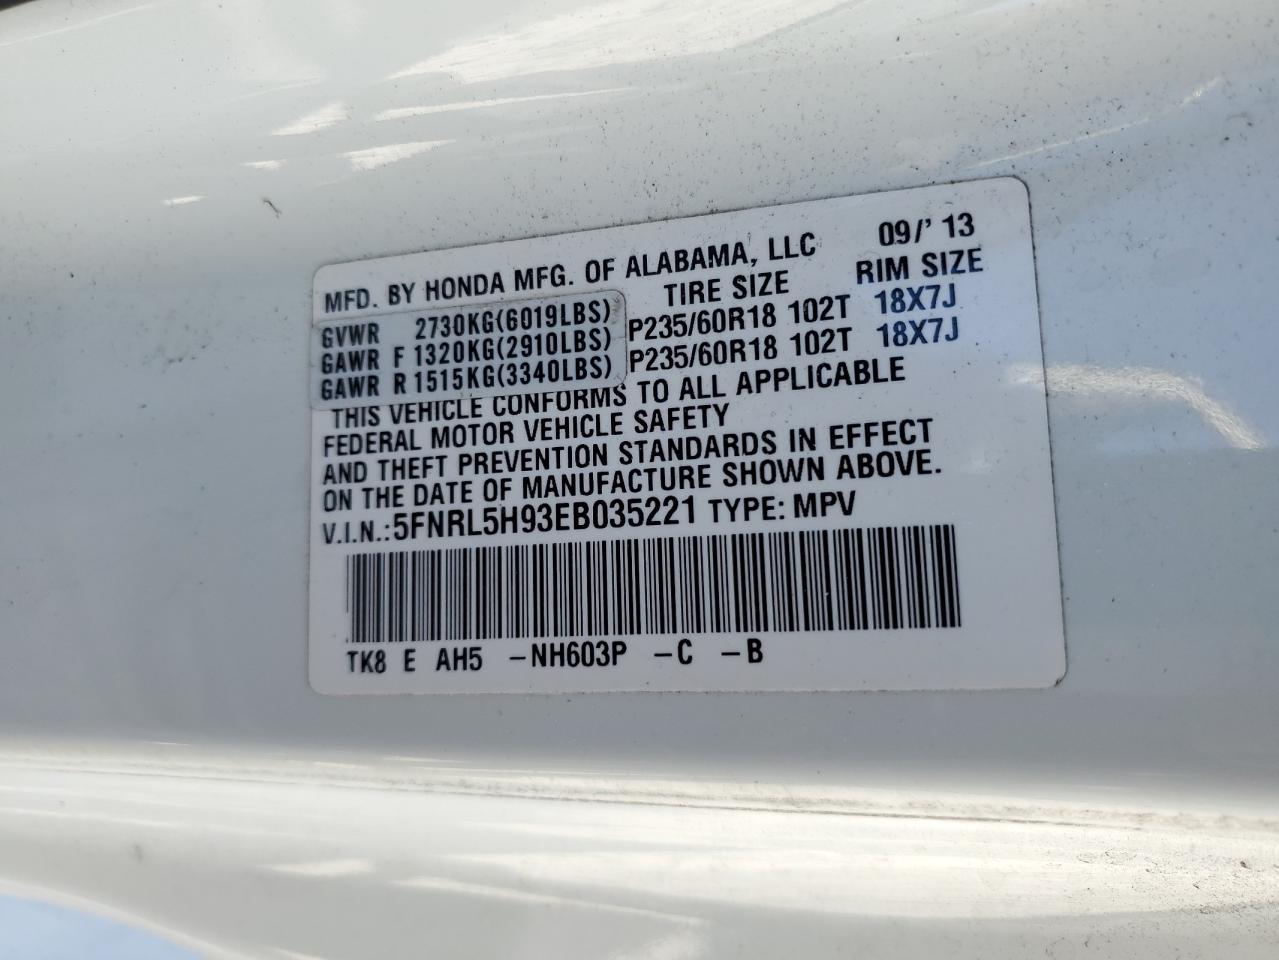 MFD. BY HONDA MFG. OF ALABAMA, LLC 09/' 13
TIRE SIZE RIM SIZE
GVWR 2730KG(6019LBS)
GAWR F 1320KG(2910LBS) P235/60R18 102T 18X7J
GAWR R 1515KG(3340LBS) P235/60R18 102T 18X7J
THIS VEHICLE CONFORMS TO ALL APPLICABLE
FEDERAL MOTOR VEHICLE SAFETY
AND THEFT PREVENTION STANDARDS IN EFFECT
ON THE DATE OF MANUFACTURE SHOWN ABOVE.
V.I.N.:5FNRL5H93EB035221 TYPE: MPV
TK8 E AH5 -NH603P -C -B